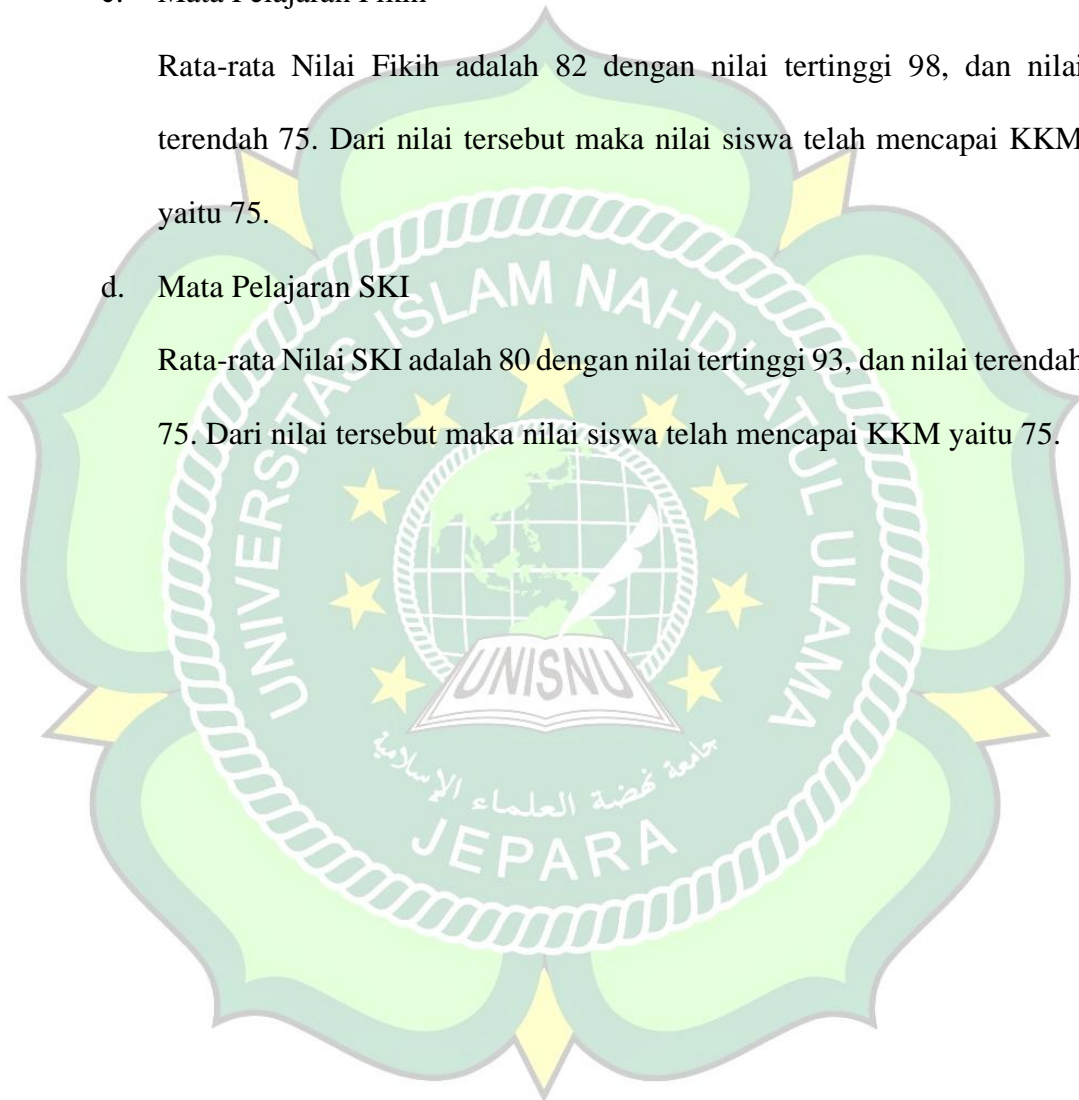 c. Mata Pelajaran Fikih
Rata-rata Nilai Fikih adalah 82 dengan nilai tertinggi 98, dan nilai
terendah 75. Dari nilai tersebut maka nilai siswa telah mencapai KKM
yaitu 75.
d. Mata Pelajaran SKI
Rata-rata Nilai SKI adalah 80 dengan nilai tertinggi 93, dan nilai terendah
75. Dari nilai tersebut maka nilai siswa telah mencapai KKM yaitu 75.
UNIVERSITAS ISLAM NAHDLATUL ULAMA
UNISNU
جامعة نهضة العلماء الإسلامية
JEPARA